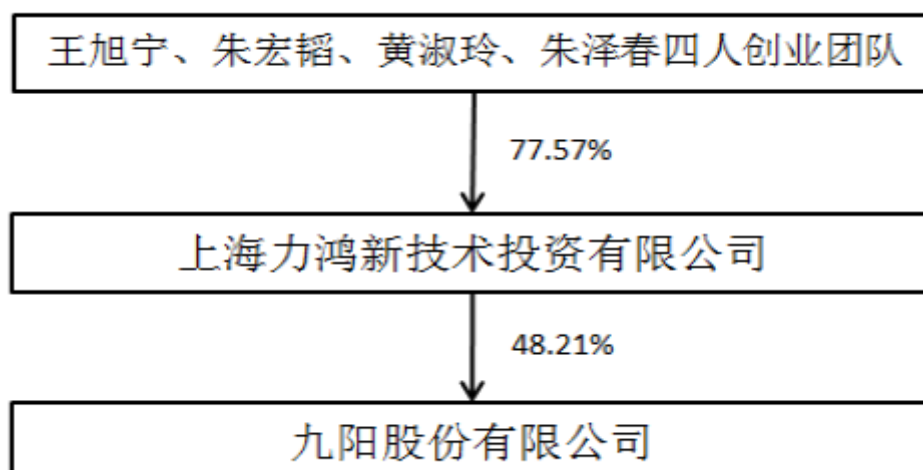 王旭宁、朱宏韬、黄淑玲、朱泽春四人创业团队
77.57%
上海力鸿新技术投资有限公司
48.21%
九阳股份有限公司